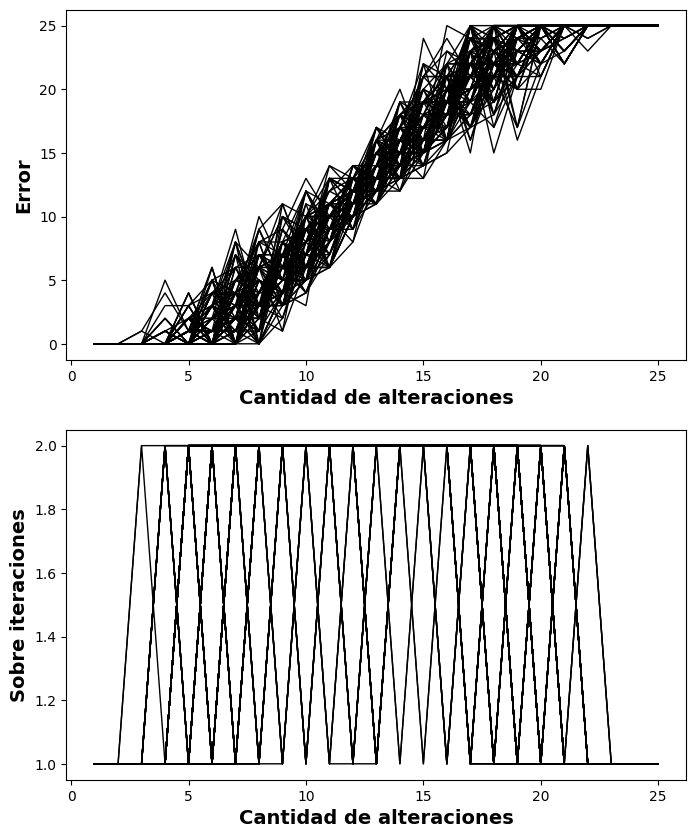 25
20
15
10
5
0
Error
0 5 10 15 20 25
Cantidad de alteraciones
2.0
1.8
1.6
1.4
1.2
1.0
Sobre iteraciones
0 5 10 15 20 25
Cantidad de alteraciones